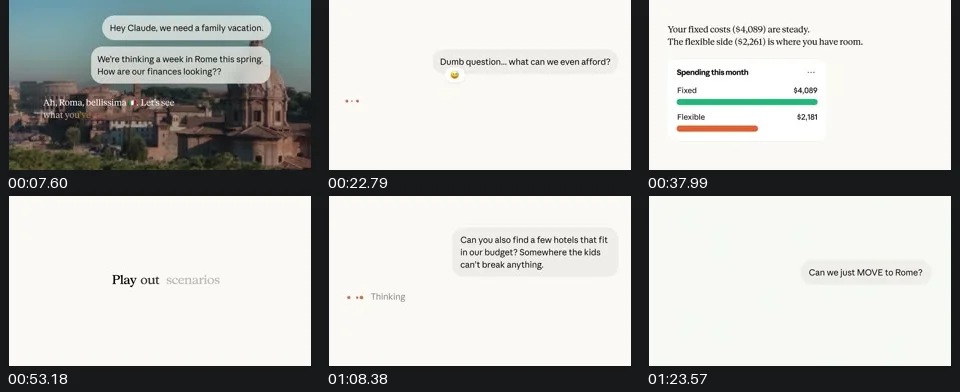 Hey Claude, we need a family vacation.
We're thinking a week in Rome this spring.
How are our finances looking??
Ah, Roma, bellissima 🇮🇹. Let's see
what you've
00:07.60
Dumb question... what can we even afford?
😅
00:22.79
Your fixed costs ($4,089) are steady.
The flexible side ($2,261) is where you have room.
Spending this month ...
Fixed $4,089
Flexible $2,181
00:37.99
Play out scenarios
00:53.18
Can you also find a few hotels that fit
in our budget? Somewhere the kids
can't break anything.
Thinking
01:08.38
Can we just MOVE to Rome?
01:23.57